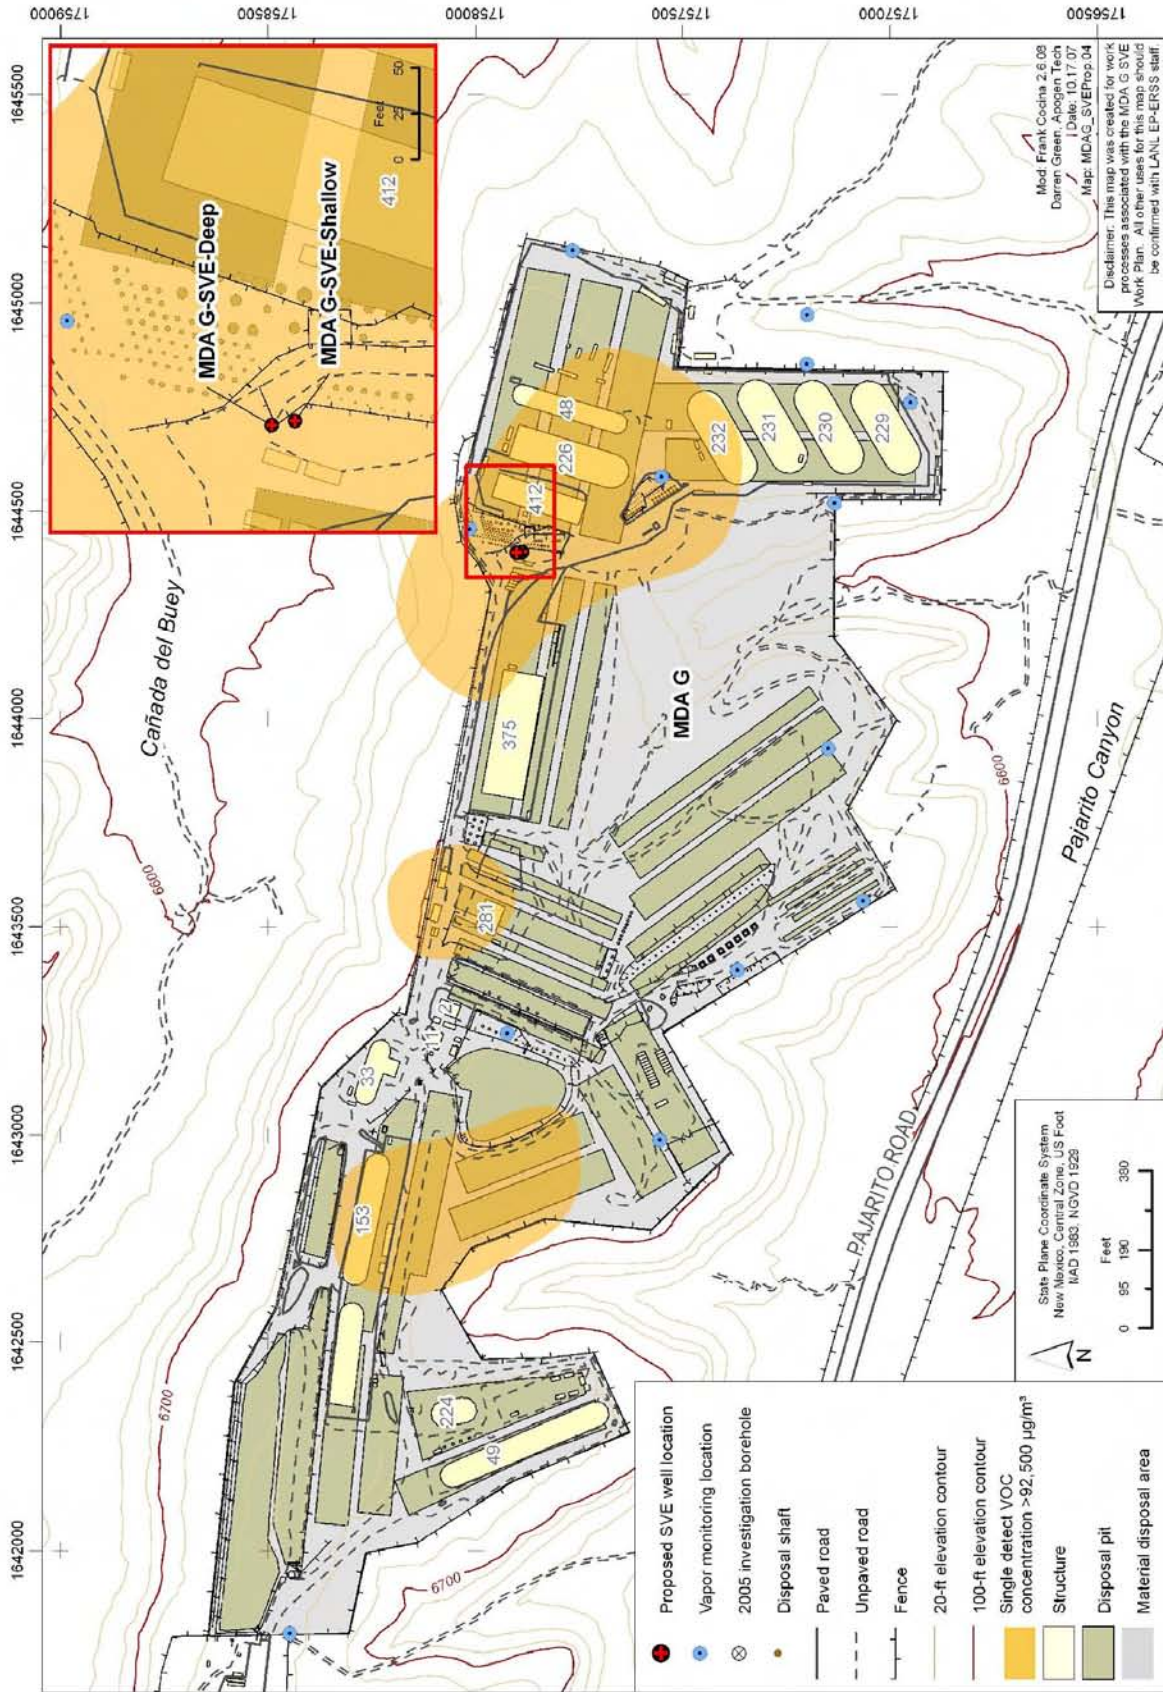 1642000
1642500
1643000
1643500
1644000
1644500
1645000
1645500
1759000
1758500
1758000
1757500
1757000
1756500
MDA G-SVE-Deep
MDA G-SVE-Shallow
412
Feet
0 25 50
Cañada del Buey
6700
6600
153
33
11
2
281
375
412
226
48
232
231
230
229
224
49
MDA G
6700
6600
PAJARITO ROAD
Pajarito Canyon
Proposed SVE well location
Vapor monitoring location
2005 investigation borehole
Disposal shaft
Paved road
Unpaved road
Fence
20-ft elevation contour
100-ft elevation contour
Single detect VOC
concentration >92,500 µg/m³
Structure
Disposal pit
Material disposal area
N
State Plane Coordinate System
New Mexico, Central Zone, US Foot
NAD 1983, NGVD 1929
Feet
0 95 190 380
Mod: Frank Cocina 2.6.08
Darren Green, Apogen Tech
Date: 10.17.07
Map: MDAG_SVEProp.04
Disclaimer: This map was created for work
processes associated with the MDA G SVE
Work Plan. All other uses for this map should
be confirmed with LANL EP-ERSS staff.